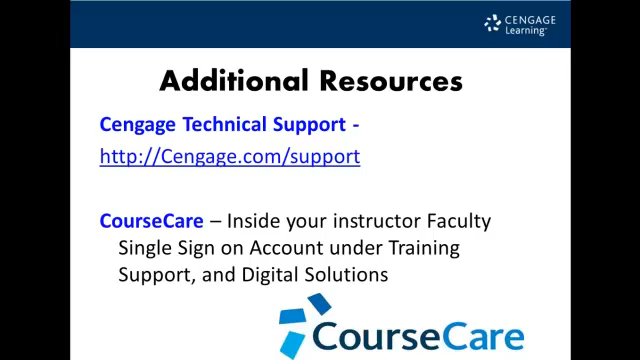 CENGAGE
Learning™
Additional Resources
Cengage Technical Support -
http://Cengage.com/support
CourseCare – Inside your instructor Faculty
Single Sign on Account under Training
Support, and Digital Solutions
CourseCare